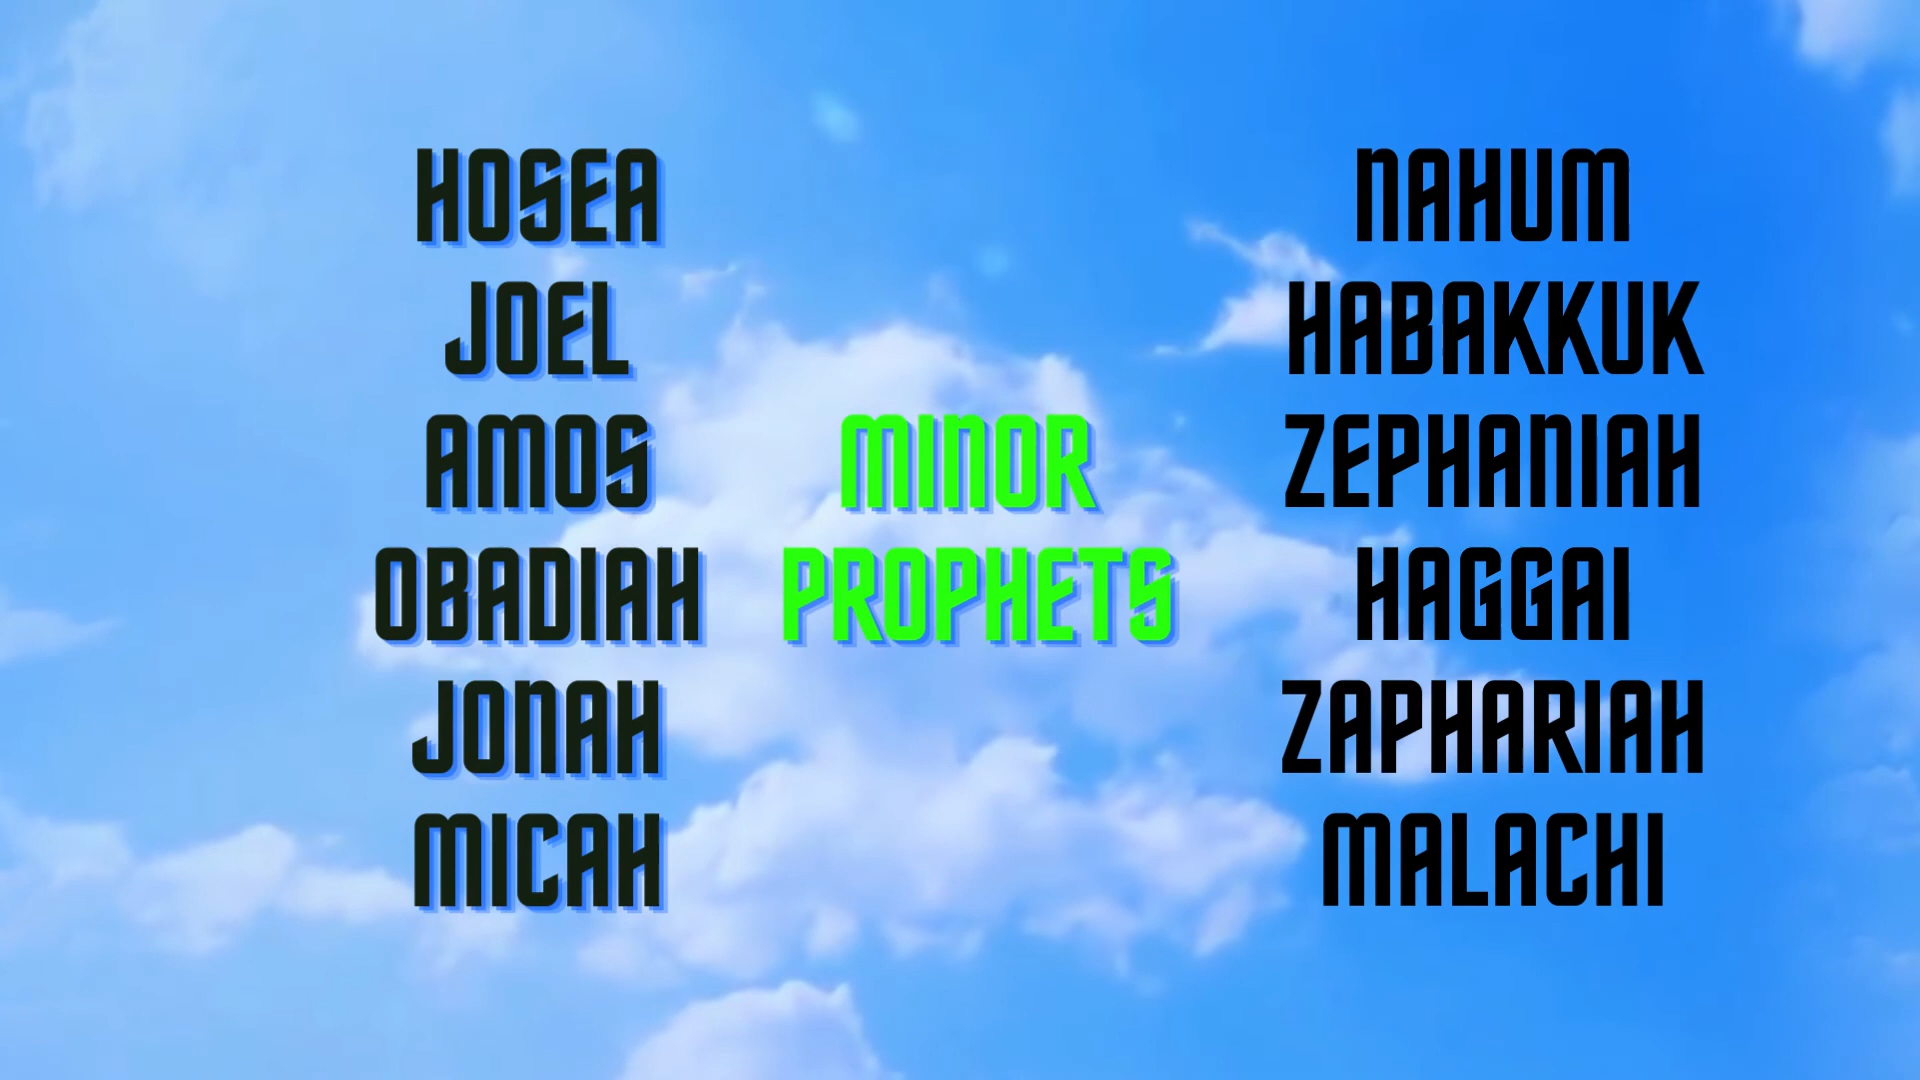 HOSEA
JOEL
AMOS
OBADIAH
JONAH
MICAH
MINOR
PROPHETS
NAHUM
HABAKKUK
ZEPHANIAH
HAGGAI
ZAPHARIAH
MALACHI